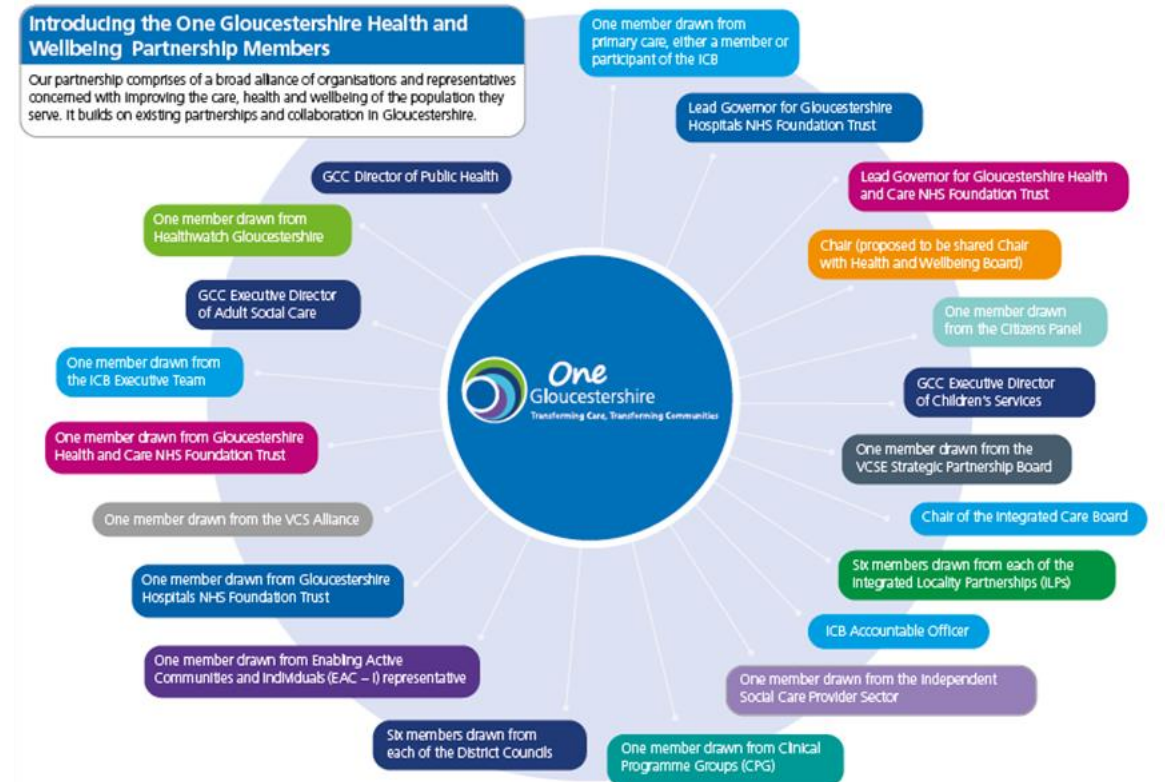 Introducing the One Gloucestershire Health and
Wellbeing Partnership Members
Our partnership comprises of a broad alliance of organisations and representatives
concerned with improving the care, health and wellbeing of the population they
serve. It builds on existing partnerships and collaboration in Gloucestershire.
One member drawn from
primary care, either a member or
participant of the ICB
Lead Governor for Gloucestershire
Hospitals NHS Foundation Trust
Lead Governor for Gloucestershire Health
and Care NHS Foundation Trust
Chair (proposed to be shared Chair
with Health and Wellbeing Board)
One member drawn
from the Citizens Panel
GCC Executive Director
of Children's Services
One member drawn from the
VCSE Strategic Partnership Board
Chair of the Integrated Care Board
Six members drawn from each of the
Integrated Locality Partnerships (ILPs)
ICB Accountable Officer
One member drawn from the Independent
Social Care Provider Sector
One member drawn from Clinical
Programme Groups (CPG)
Six members drawn from
each of the District Councils
One member drawn from Enabling Active
Communities and Individuals (EAC – I) representative
One member drawn from Gloucestershire
Hospitals NHS Foundation Trust
One member drawn from the VCS Alliance
One member drawn from Gloucestershire
Health and Care NHS Foundation Trust
One member drawn from
the ICB Executive Team
GCC Executive Director
of Adult Social Care
One member drawn from
Healthwatch Gloucestershire
GCC Director of Public Health
One
Gloucestershire
Transforming Care, Transforming Communities